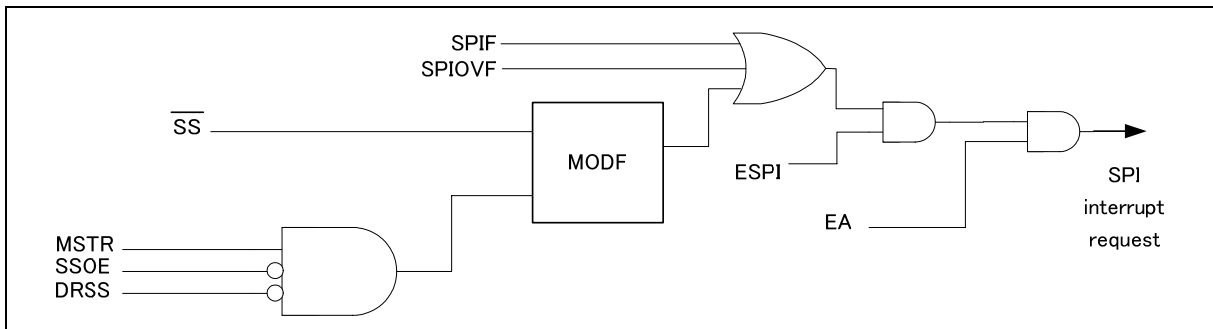 SPIF
SPIOVF
SS
MODF
ESPI
EA
SPI
interrupt
request
MSTR
SSOE
DRSS